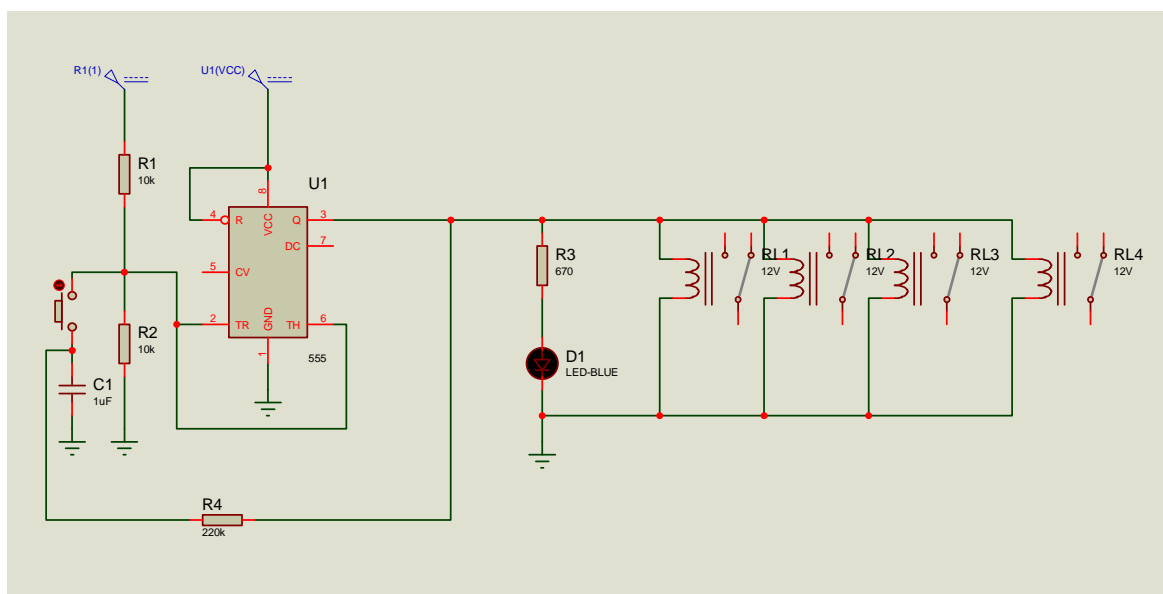 R1(1)
U1(VCC)
R1
10k
U1
8
VCC
4
R
Q
3
DC
7
5
CV
2
TR
GND
TH
6
1
555
R2
10k
C1
1uF
R3
670
D1
LED-BLUE
RL1
12V
RL2
12V
RL3
12V
RL4
12V
R4
220k